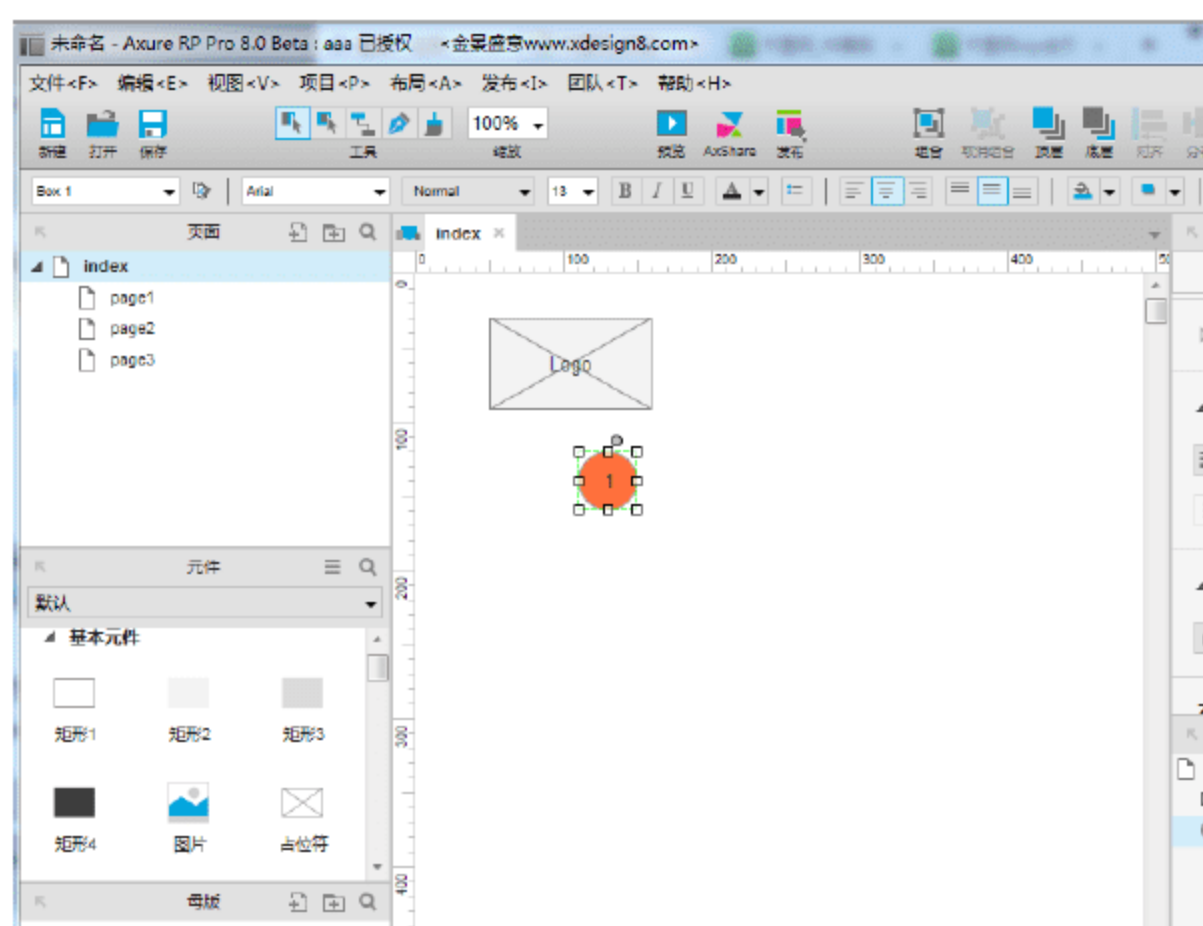 未命名 - Axure RP Pro 8.0 Beta : aaa 已授权 <金景盛意www.xdesign8.com>
文件<F> 编辑<E> 视图<V> 项目<P> 布局<A> 发布<I> 团队<T> 帮助<H>
100%
新建 打开 保存 工具 缩放 预览 AxShare 发布 组合 取消组合 顶层 底层 对齐
Box 1 Arial Normal 13 B I U A
页面 index
index
page1
page2
page3
0 100 200 300 400
0
100
200
300
400
Logo
1
元件
默认
基本元件
矩形1 矩形2 矩形3
矩形4 图片 占位符
母版